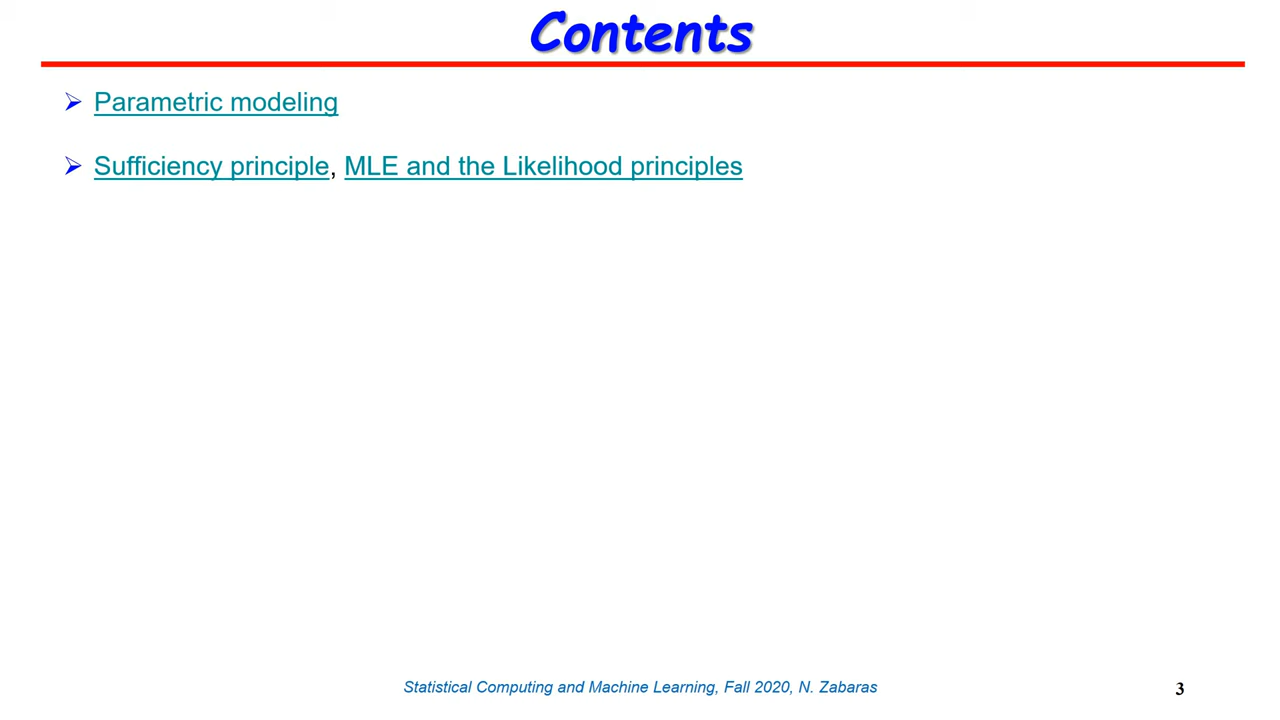 Contents
➢ Parametric modeling
➢ Sufficiency principle, MLE and the Likelihood principles
Statistical Computing and Machine Learning, Fall 2020, N. Zabaras
3